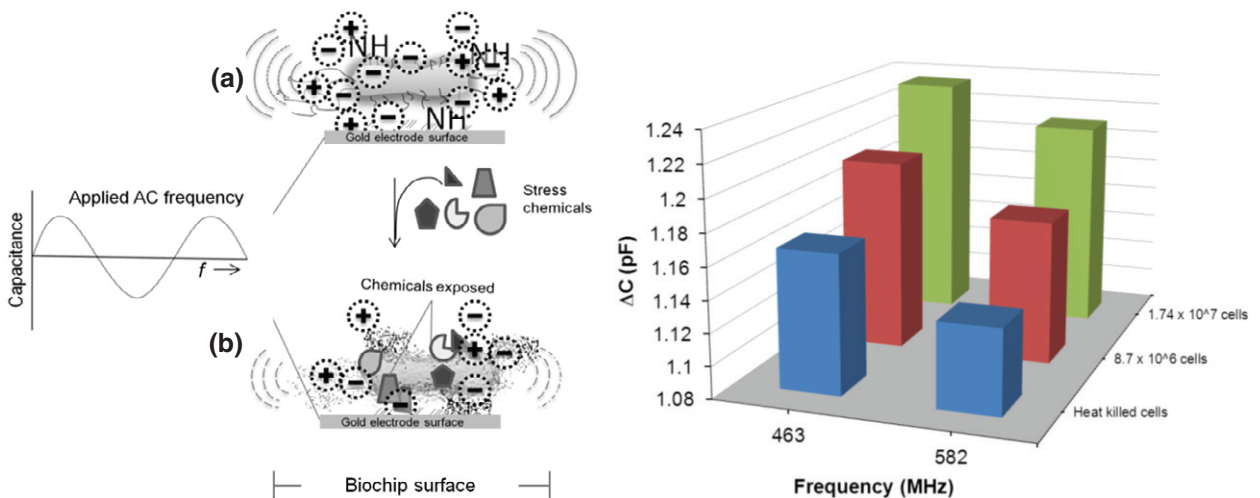 (a)
NH
NH
NH
Gold electrode surface
Applied AC frequency
Capacitance
f
Stress
chemicals
Chemicals exposed
(b)
Gold electrode surface
Biochip surface
ΔC (pF)
1.24
1.22
1.2
1.18
1.16
1.14
1.12
1.1
1.08
463
582
Frequency (MHz)
1.74 x 10^7 cells
8.7 x 10^6 cells
Heat killed cells